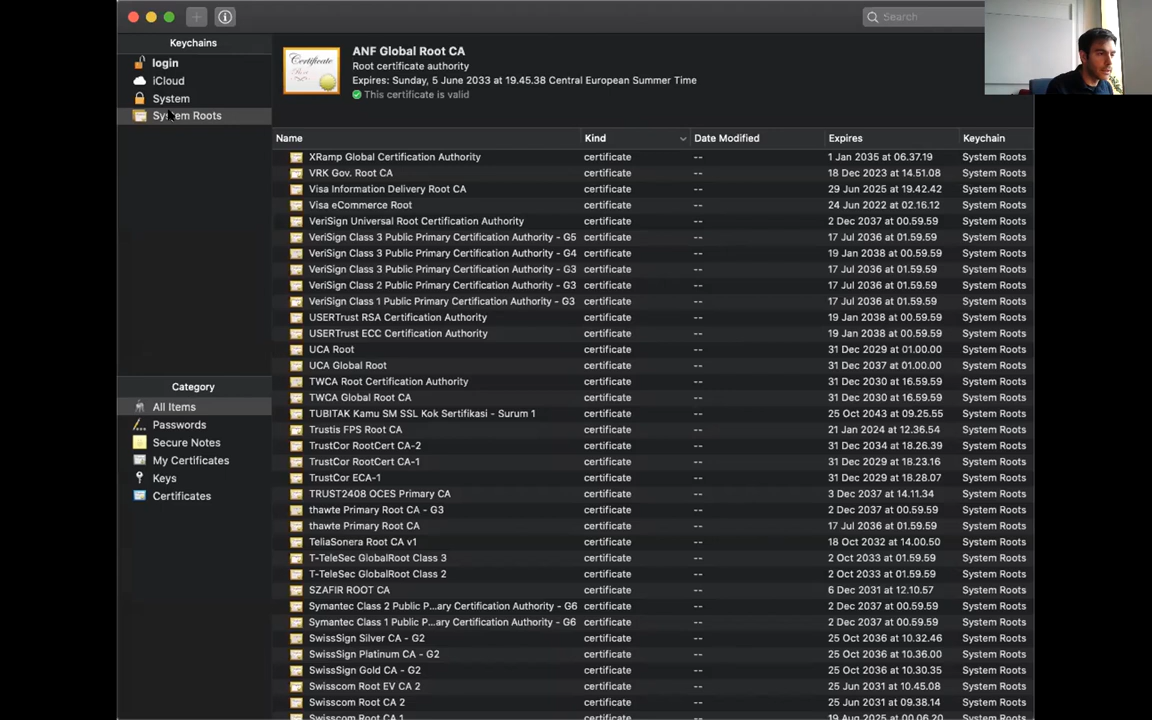 Search
Keychains
login
iCloud
System
System Roots
Category
All Items
Passwords
Secure Notes
My Certificates
Keys
Certificates
Certificate
ANF Global Root CA
Root certificate authority
Expires: Sunday, 5 June 2033 at 19.45.38 Central European Summer Time
This certificate is valid
Name Kind Date Modified Expires Keychain
XRamp Global Certification Authority certificate -- 1 Jan 2035 at 06.37.19 System Roots
VRK Gov. Root CA certificate -- 18 Dec 2023 at 14.51.08 System Roots
Visa Information Delivery Root CA certificate -- 29 Jun 2025 at 19.42.42 System Roots
Visa eCommerce Root certificate -- 24 Jun 2022 at 02.16.12 System Roots
VeriSign Universal Root Certification Authority certificate -- 2 Dec 2037 at 00.59.59 System Roots
VeriSign Class 3 Public Primary Certification Authority - G5 certificate -- 17 Jul 2036 at 01.59.59 System Roots
VeriSign Class 3 Public Primary Certification Authority - G4 certificate -- 19 Jan 2038 at 00.59.59 System Roots
VeriSign Class 3 Public Primary Certification Authority - G3 certificate -- 17 Jul 2036 at 01.59.59 System Roots
VeriSign Class 2 Public Primary Certification Authority - G3 certificate -- 17 Jul 2036 at 01.59.59 System Roots
VeriSign Class 1 Public Primary Certification Authority - G3 certificate -- 17 Jul 2036 at 01.59.59 System Roots
USERTrust RSA Certification Authority certificate -- 19 Jan 2038 at 00.59.59 System Roots
USERTrust ECC Certification Authority certificate -- 19 Jan 2038 at 00.59.59 System Roots
UCA Root certificate -- 31 Dec 2029 at 01.00.00 System Roots
UCA Global Root certificate -- 31 Dec 2037 at 01.00.00 System Roots
TWCA Root Certification Authority certificate -- 31 Dec 2030 at 16.59.59 System Roots
TWCA Global Root CA certificate -- 31 Dec 2030 at 16.59.59 System Roots
TUBITAK Kamu SM SSL Kok Sertifikasi - Surum 1 certificate -- 25 Oct 2043 at 09.25.55 System Roots
Trustis FPS Root CA certificate -- 21 Jan 2024 at 12.36.54 System Roots
TrustCor RootCert CA-2 certificate -- 31 Dec 2034 at 18.26.39 System Roots
TrustCor RootCert CA-1 certificate -- 31 Dec 2029 at 18.23.16 System Roots
TrustCor ECA-1 certificate -- 31 Dec 2029 at 18.28.07 System Roots
TRUST2408 OCES Primary CA certificate -- 3 Dec 2037 at 14.11.34 System Roots
thawte Primary Root CA - G3 certificate -- 2 Dec 2037 at 00.59.59 System Roots
thawte Primary Root CA certificate -- 17 Jul 2036 at 01.59.59 System Roots
TeliaSonera Root CA v1 certificate -- 18 Oct 2032 at 14.00.50 System Roots
T-TeleSec GlobalRoot Class 3 certificate -- 2 Oct 2033 at 01.59.59 System Roots
T-TeleSec GlobalRoot Class 2 certificate -- 2 Oct 2033 at 01.59.59 System Roots
SZAFIR ROOT CA certificate -- 6 Dec 2031 at 12.10.57 System Roots
Symantec Class 2 Public P...ary Certification Authority - G6 certificate -- 2 Dec 2037 at 00.59.59 System Roots
Symantec Class 1 Public P...ary Certification Authority - G6 certificate -- 2 Dec 2037 at 00.59.59 System Roots
SwissSign Silver CA - G2 certificate -- 25 Oct 2036 at 10.32.46 System Roots
SwissSign Platinum CA - G2 certificate -- 25 Oct 2036 at 10.36.00 System Roots
SwissSign Gold CA - G2 certificate -- 25 Oct 2036 at 10.30.35 System Roots
Swisscom Root EV CA 2 certificate -- 25 Jun 2031 at 10.45.08 System Roots
Swisscom Root CA 2 certificate -- 25 Jun 2031 at 09.38.14 System Roots
Swisscom Root CA 1 certificate -- 19 Aug 2025 at 00.06.20 System Roots